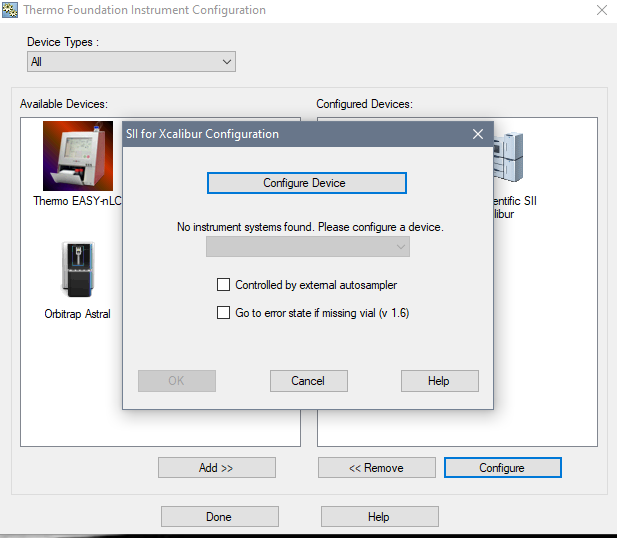 Thermo Foundation Instrument Configuration
Device Types :
All
Available Devices:
Configured Devices:
Thermo EASY-nLC
Orbitrap Astral
SII for Xcalibur Configuration
Configure Device
No instrument systems found. Please configure a device.
Controlled by external autosampler
Go to error state if missing vial (v 1.6)
OK
Cancel
Help
entific SII
libur
Add >>
<< Remove
Configure
Done
Help